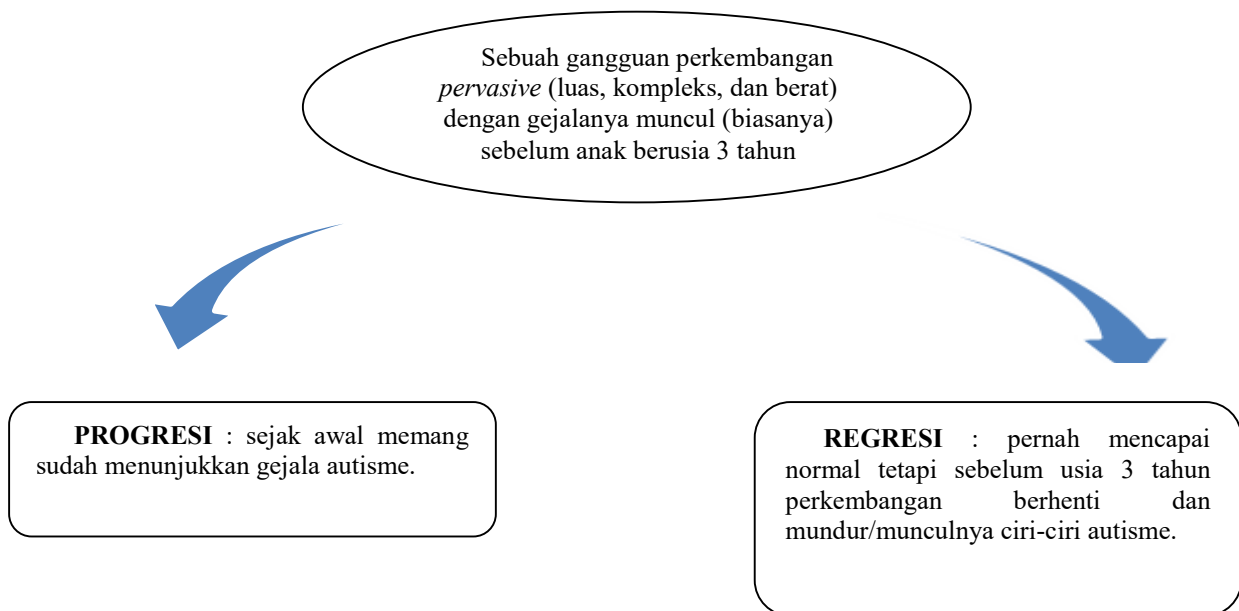 Sebuah gangguan perkembangan
pervasive (luas, kompleks, dan berat)
dengan gejalanya muncul (biasanya)
sebelum anak berusia 3 tahun
PROGRESI : sejak awal memang
sudah menunjukkan gejala autisme.
REGRESI : pernah mencapai
normal tetapi sebelum usia 3 tahun
perkembangan berhenti dan
mundur/munculnya ciri-ciri autisme.